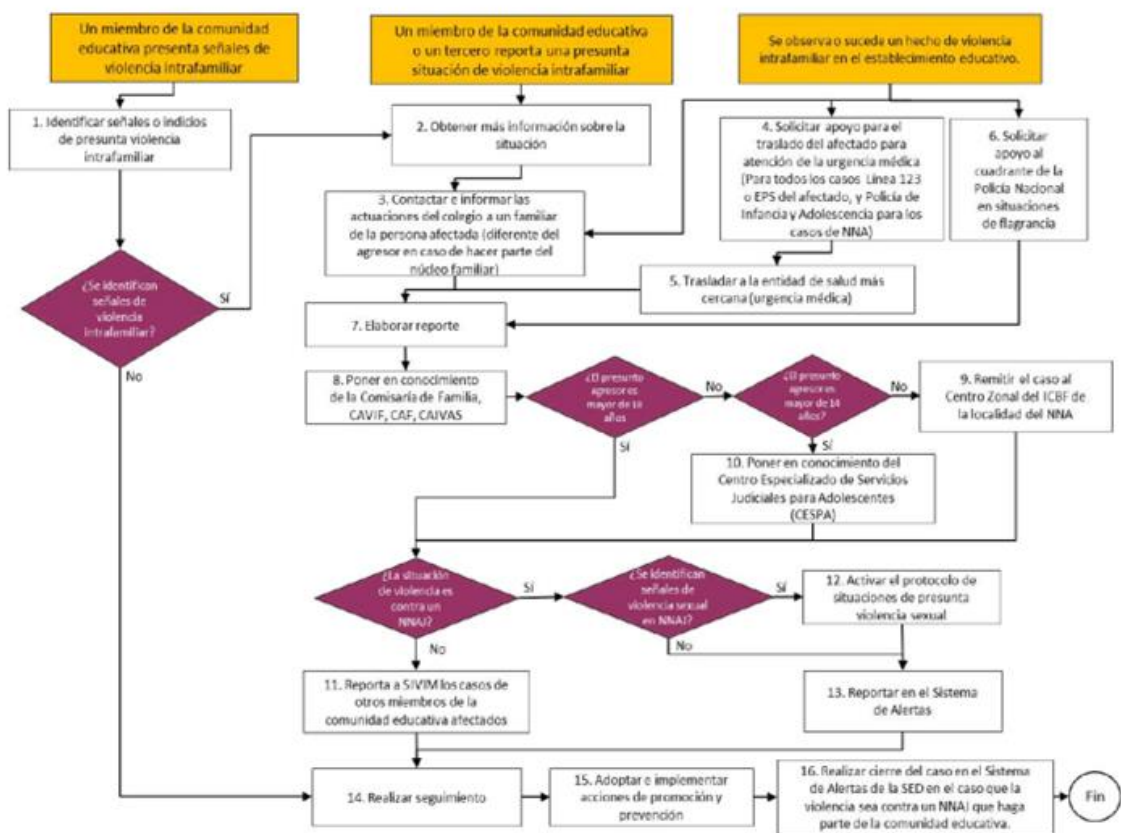 Un miembro de la comunidad
educativa presenta señales de
violencia intrafamiliar
Un miembro de la comunidad educativa
o un tercero reporta una presunta
situación de violencia intrafamiliar
Se observa o sucede un hecho de violencia
intrafamiliar en el establecimiento educativo.
1. Identificar señales o indicios
de presunta violencia
intrafamiliar
2. Obtener más información sobre la
situación
4. Solicitar apoyo para el
traslado del afectado para
atención de la urgencia médica
(Para todos los casos Línea 123
o EPS del afectado, y Policía de
Infancia y Adolescencia para los
casos de NNA)
6. Solicitar
apoyo al
cuadrante de la
Policía Nacional
en situaciones
de flagrancia
3. Contactar e informar las
actuaciones del colegio a un familiar
de la persona afectada (diferente del
agresor en caso de hacer parte del
núcleo familiar)
5. Trasladar a la entidad de salud más
cercana (urgencia médica)
¿Se identifican
señales de
violencia
intrafamiliar?
Sí
No
7. Elaborar reporte
8. Poner en conocimiento
de la Comisaría de Familia,
CAVIF, CAF, CAIVAS
¿El presunto
agresor es
mayor de 18
años
No
Sí
¿El presunto
agresor es
mayor de 14
años?
No
Sí
9. Remitir el caso al
Centro Zonal del ICBF de
la localidad del NNA
10. Poner en conocimiento del
Centro Especializado de Servicios
Judiciales para Adolescentes
(CESPA)
¿La situación
de violencia es
contra un
NNAJ?
Sí
No
¿Se identifican
señales de
violencia sexual
en NNAJ?
Sí
No
12. Activar el protocolo de
situaciones de presunta
violencia sexual
11. Reporta a SIVIM los casos de
otros miembros de la
comunidad educativa afectados
13. Reportar en el Sistema
de Alertas
14. Realizar seguimiento
15. Adoptar e implementar
acciones de promoción y
prevención
16. Realizar cierre del caso en el Sistema
de Alertas de la SED en el caso que la
violencia sea contra un NNAJ que haga
parte de la comunidad educativa.
Fin